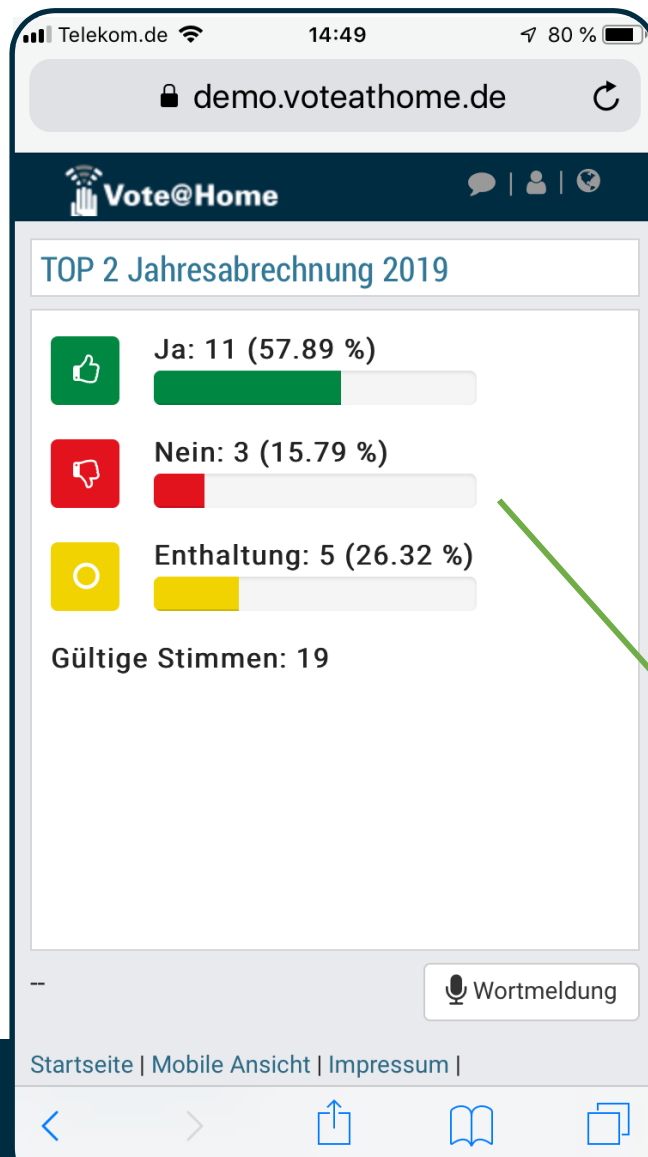 Telekom.de 14:49 80 %
demo.voteathome.de
Vote@Home | |
TOP 2 Jahresabrechnung 2019
Ja: 11 (57.89 %)
Nein: 3 (15.79 %)
Enthaltung: 5 (26.32 %)
Gültige Stimmen: 19
--
Wortmeldung
Startseite | Mobile Ansicht | Impressum |